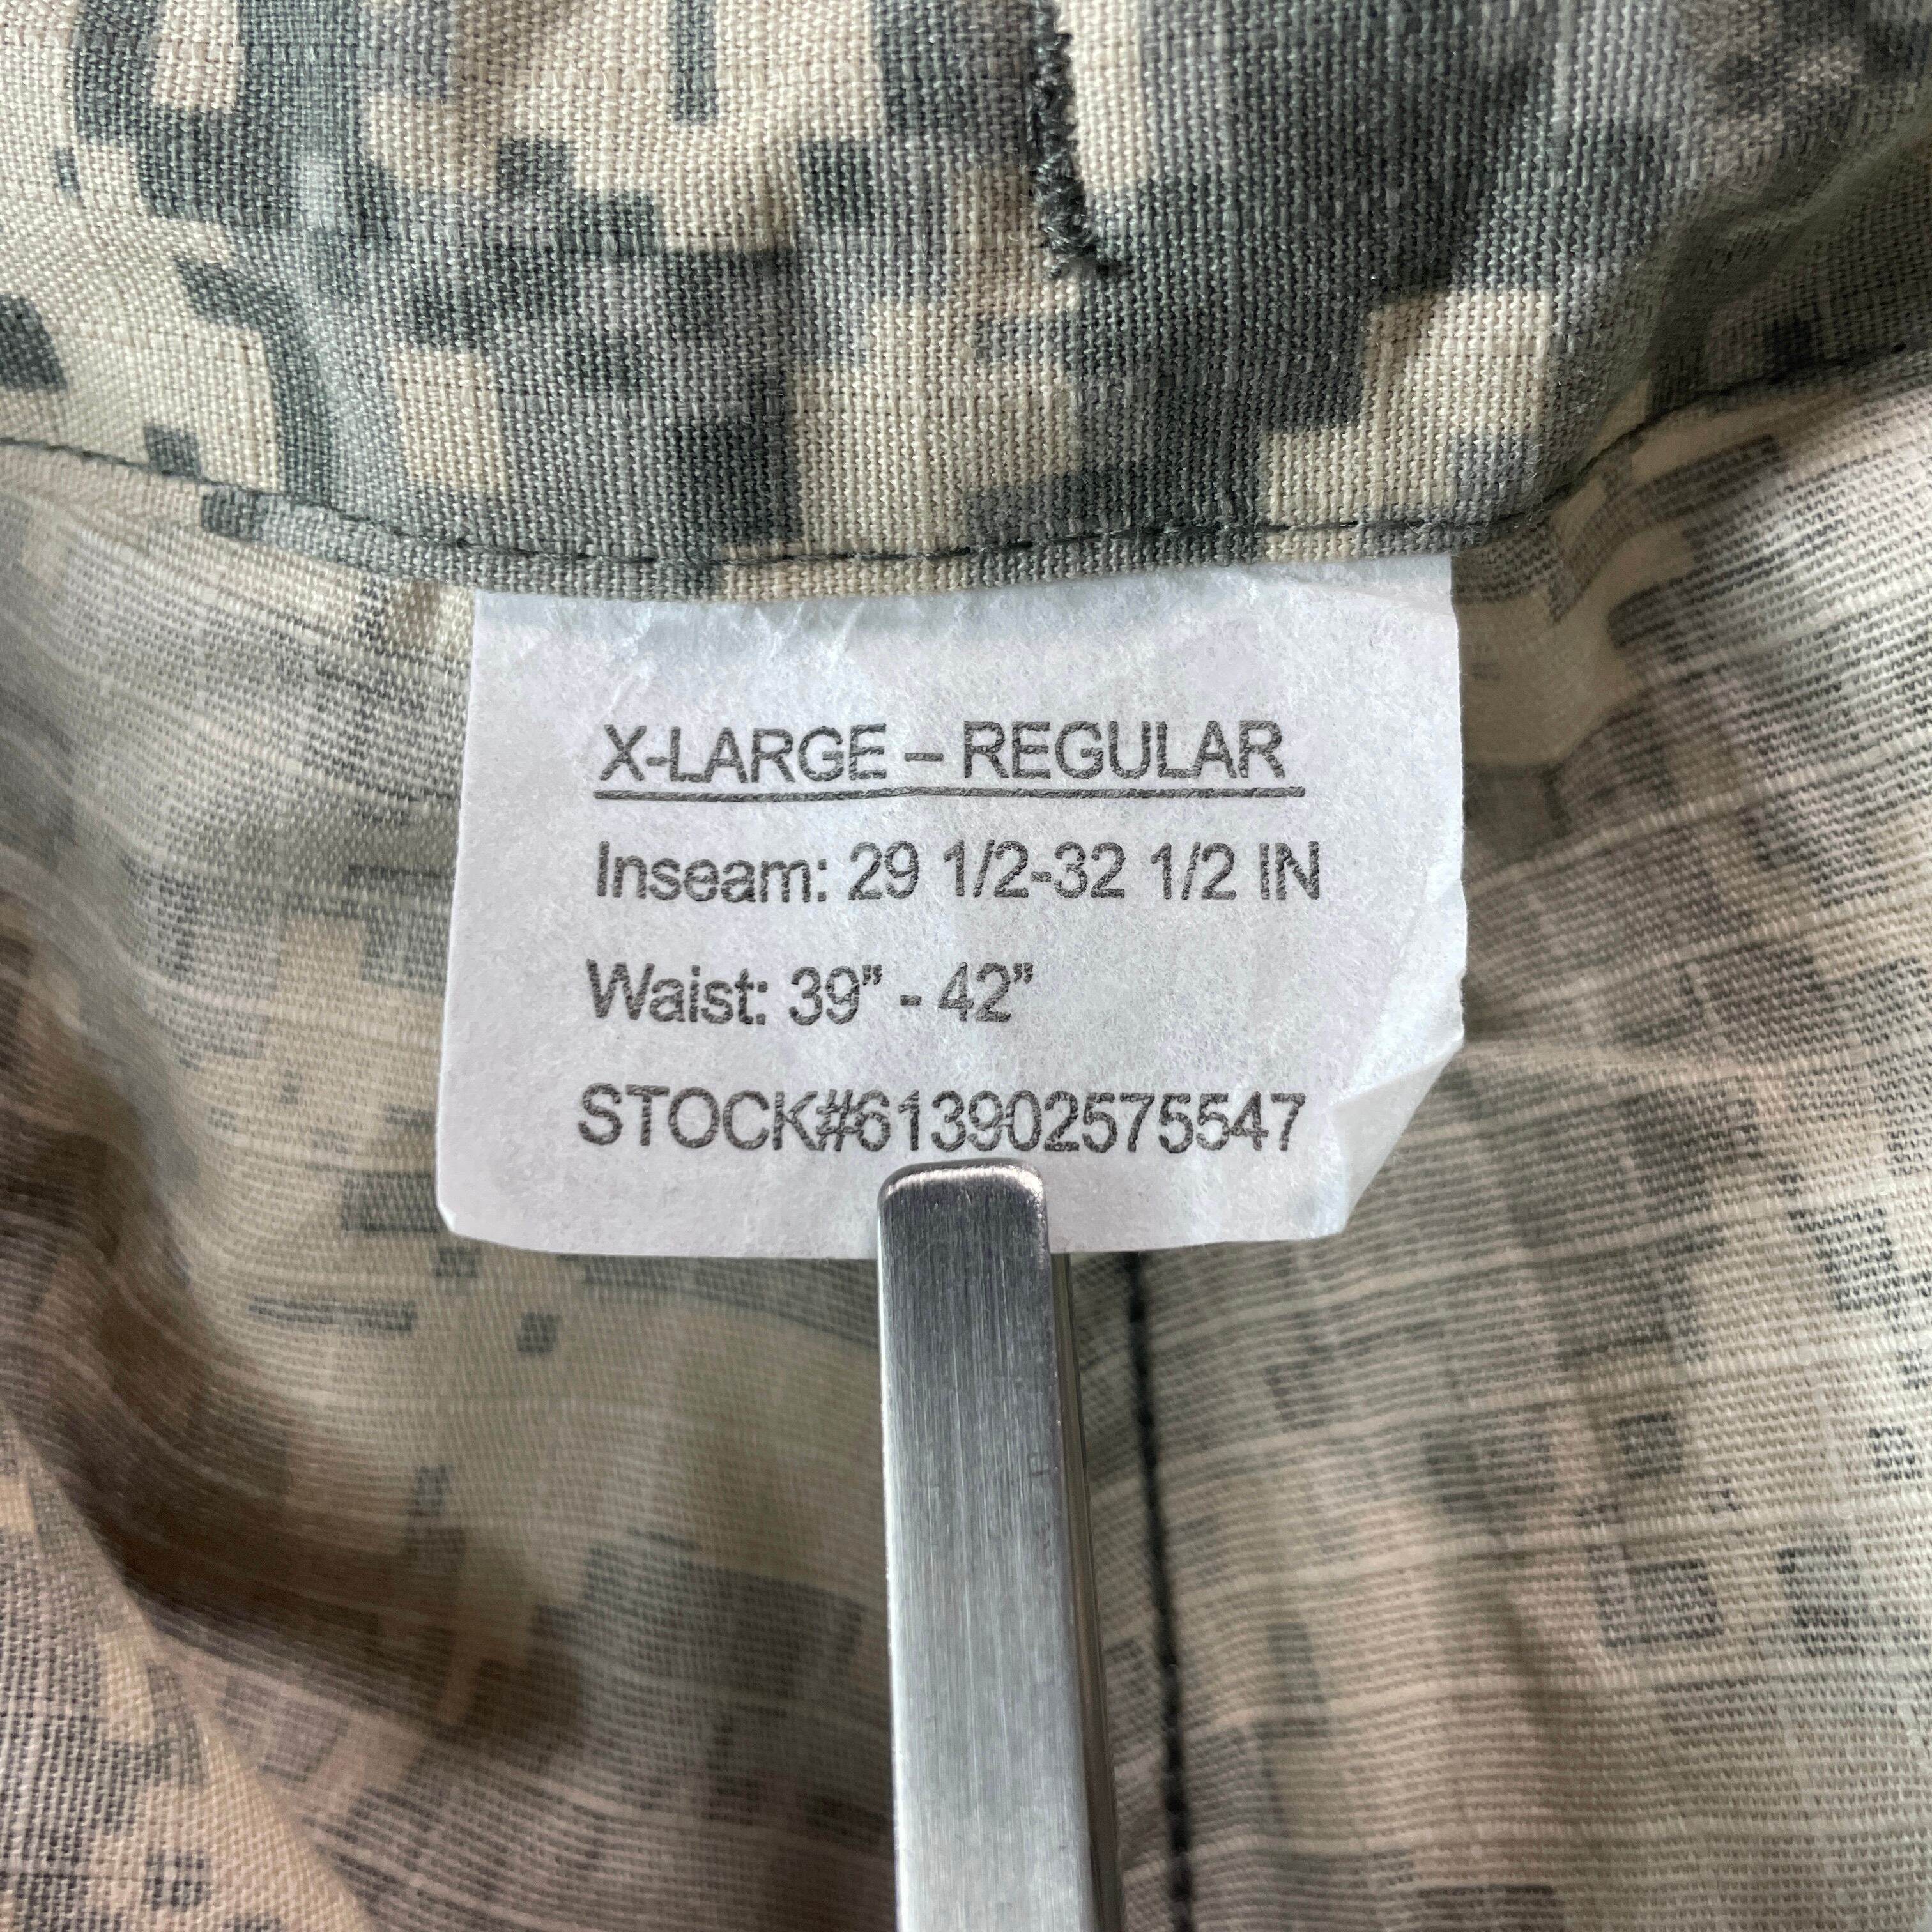 X-LARGE – REGULAR
Inseam: 29 1/2-32 1/2 IN
Waist: 39” - 42”
STOCK#613902575547